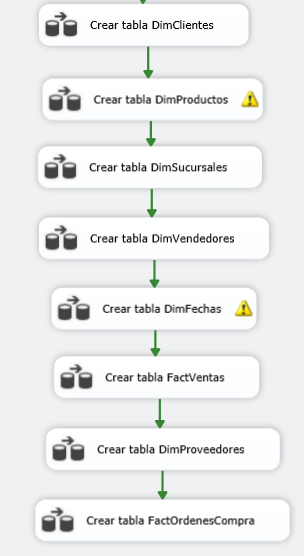 Crear tabla DimClientes
Crear tabla DimProductos
Crear tabla DimSucursales
Crear tabla DimVendedores
Crear tabla DimFechas
Crear tabla FactVentas
Crear tabla DimProveedores
Crear tabla FactOrdenesCompra